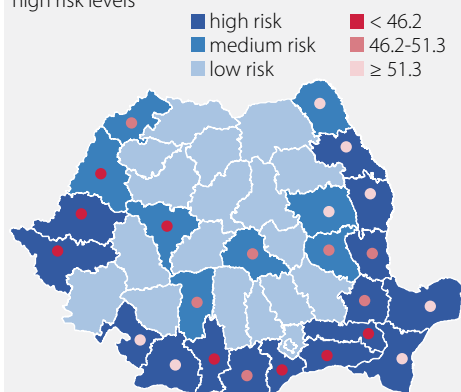 high risk levels
high risk
< 46.2
medium risk
46.2-51.3
low risk
≥ 51.3